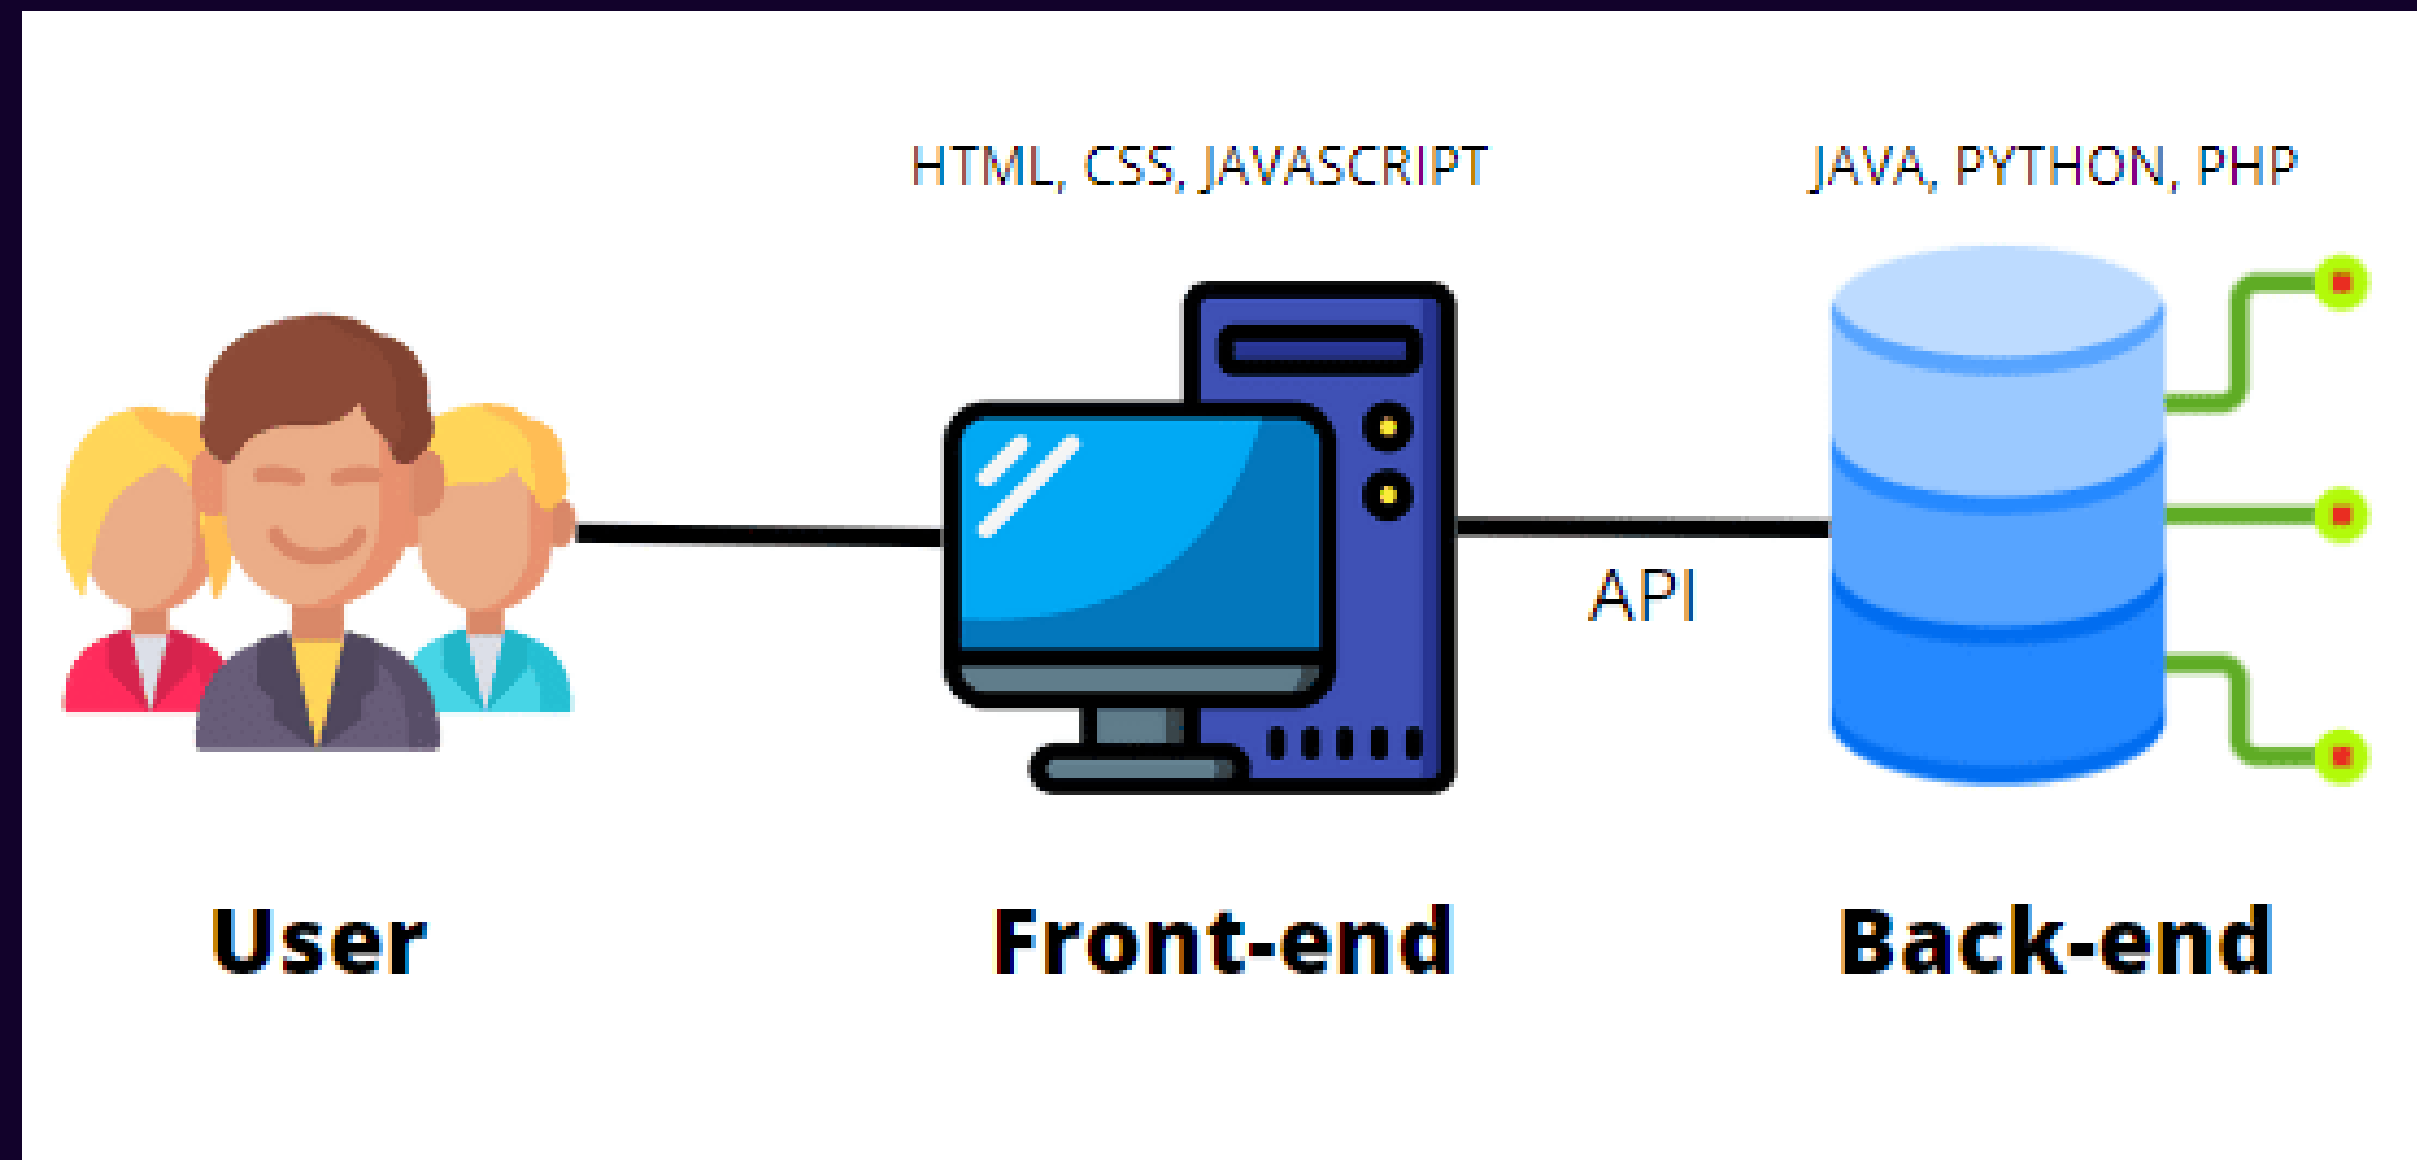 HTML, CSS, JAVASCRIPT
JAVA, PYTHON, PHP
API
User
Front-end
Back-end